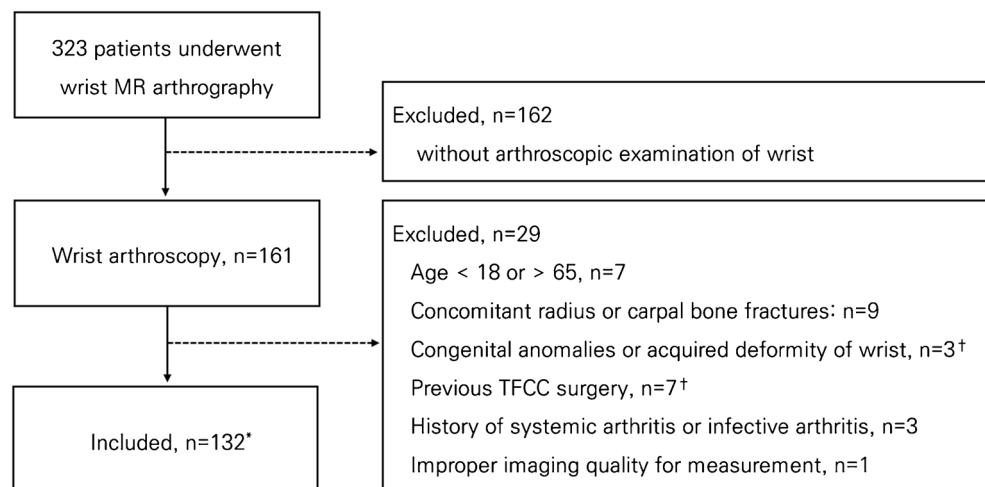 323 patients underwent
wrist MR arthrography
Excluded, n=162
without arthroscopic examination of wrist
Wrist arthroscopy, n=161
Excluded, n=29
Age < 18 or > 65, n=7
Concomitant radius or carpal bone fractures: n=9
Congenital anomalies or acquired deformity of wrist, n=3†
Previous TFCC surgery, n=7†
History of systemic arthritis or infective arthritis, n=3
Improper imaging quality for measurement, n=1
Included, n=132*